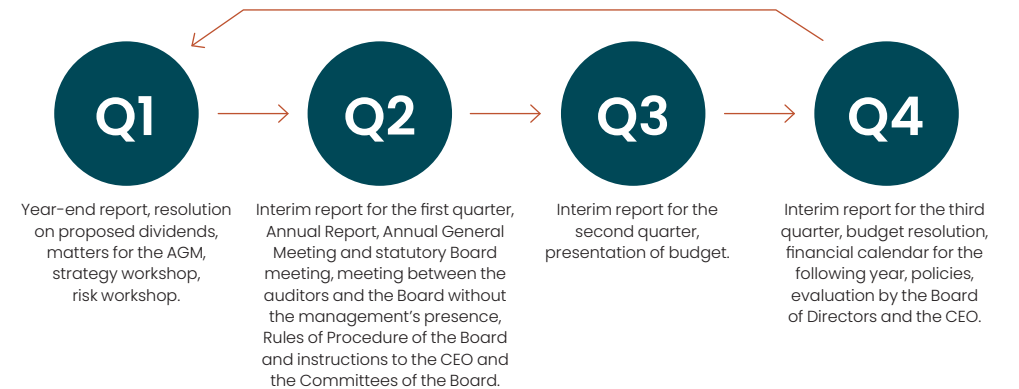 Q1
Year-end report, resolution
on proposed dividends,
matters for the AGM,
strategy workshop,
risk workshop.
Q2
Interim report for the first quarter,
Annual Report, Annual General
Meeting and statutory Board
meeting, meeting between the
auditors and the Board without
the management’s presence,
Rules of Procedure of the Board
and instructions to the CEO and
the Committees of the Board.
Q3
Interim report for the
second quarter,
presentation of budget.
Q4
Interim report for the third
quarter, budget resolution,
financial calendar for the
following year, policies,
evaluation by the Board
of Directors and the CEO.